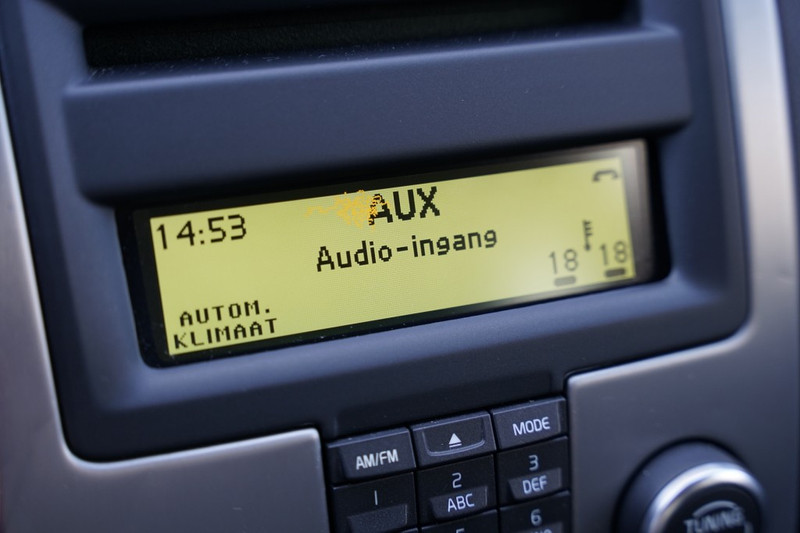 14:53
AUX
Audio-ingang
18 18
AUTOM.
KLIMAAT
AM/FM
MODE
1
2
ABC
3
DEF
6
TUNING